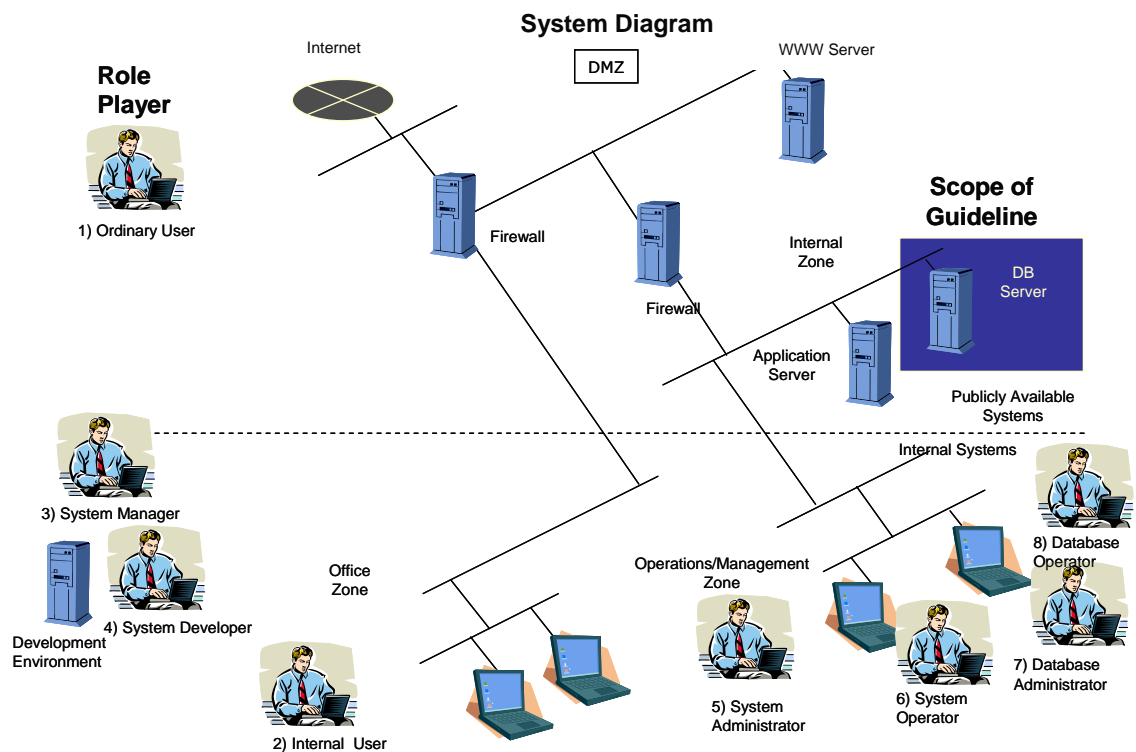 System Diagram
Internet
DMZ
WWW Server
Role
Player
1) Ordinary User
Firewall
Firewall
Scope of
Guideline
Internal
Zone
DB
Server
Application
Server
Publicly Available
Systems
Internal Systems
3) System Manager
4) System Developer
Development
Environment
Office
Zone
2) Internal User
Operations/Management
Zone
5) System
Administrator
6) System
Operator
8) Database
Operator
7) Database
Administrator